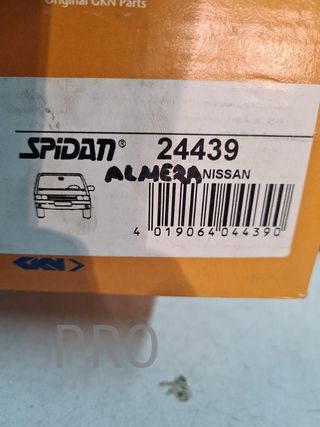 Original GKN Parts
SPiDAN® 24439
ALMERA NISSAN
4 019064 044390
GKN
PRO